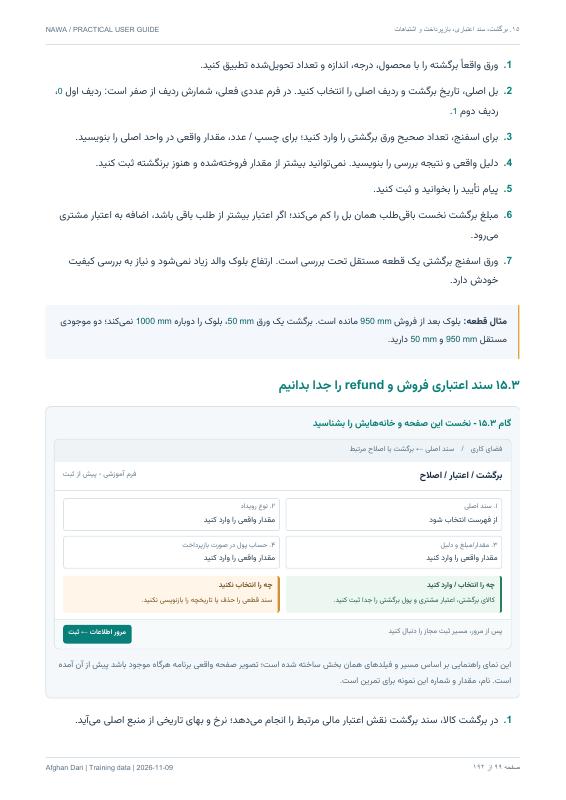 NAWA / PRACTICAL USER GUIDE
۱۵. برگشت، سند اعتباری، بازپرداخت و اشتباهات
1. ورق واقعاً برگشته را با محصول، درجه، اندازه و تعداد تحویل‌شده تطبیق کنید.
2. بل اصلی، تاریخ برگشت و ردیف اصلی را انتخاب کنید. در فرم عددی فعلی، شمارش ردیف از صفر است: ردیف اول 0،
ردیف دوم 1.
3. برای اسفنج، تعداد صحیح ورق برگشتی را وارد کنید؛ برای چسپ / عدد، مقدار واقعی در واحد اصلی را بنویسید.
4. دلیل واقعی و نتیجه بررسی را بنویسید. نمی‌توانید بیشتر از مقدار فروخته‌شده و هنوز برنگشته ثبت کنید.
5. پیام تأیید را بخوانید و ثبت کنید.
6. مبلغ برگشت نخست باقی‌طلب همان بل را کم می‌کند؛ اگر اعتبار بیشتر از طلب باقی باشد، اضافه به اعتبار مشتری
می‌رود.
7. ورق اسفنج برگشتی یک قطعه مستقل تحت بررسی است. ارتفاع بلوک والد زیاد نمی‌شود و نیاز به بررسی کیفیت
خودش دارد.
مثال قطعه: بلوک بعد از فروش 950 mm مانده است. برگشت یک ورق 50 mm، بلوک را دوباره 1000 mm نمی‌کند؛ دو موجودی
مستقل 950 mm و 50 mm دارید.
۱۵.۳ سند اعتباری فروش و refund را جدا بدانیم
گام ۱۵.۳ - نخست این صفحه و خانه‌هایش را بشناسید
فضای کاری / سند اصلی ← برگشت یا اصلاح مرتبط
برگشت / اعتبار / اصلاح
فرم آموزشی - پیش از ثبت
۱. سند اصلی
از فهرست انتخاب شود
۲. نوع رویداد
مقدار واقعی را وارد کنید
۳. مقدار/مبلغ و دلیل
مقدار واقعی را وارد کنید
۴. حساب پول در صورت بازپرداخت
مقدار واقعی را وارد کنید
چه را انتخاب / وارد کنید
کالای برگشتی، اعتبار مشتری و پول برگشتی را جدا ثبت کنید.
چه را انتخاب نکنید
سند قطعی را حذف یا تاریخچه را بازنویسی نکنید.
پس از مرور، مسیر ثبت مجاز را دنبال کنید
مرور اطلاعات ← ثبت
این نمای راهنمایی بر اساس مسیر و فیلدهای همان بخش ساخته شده است؛ تصویر صفحه واقعی برنامه هرگاه موجود باشد پیش از آن آمده
است. نام، مقدار و شماره این نمونه برای تمرین است.
1. در برگشت کالا، سند برگشت نقش اعتبار مالی مرتبط را انجام می‌دهد؛ نرخ و بهای تاریخی از منبع اصلی می‌آید.
Afghan Dari | Training data | 2026-11-09
صفحه ۹۹ از ۱۹۲